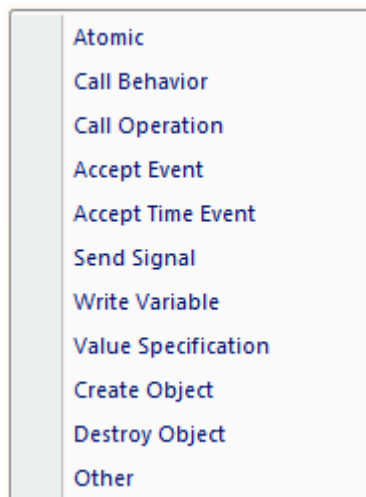 Atomic
Call Behavior
Call Operation
Accept Event
Accept Time Event
Send Signal
Write Variable
Value Specification
Create Object
Destroy Object
Other